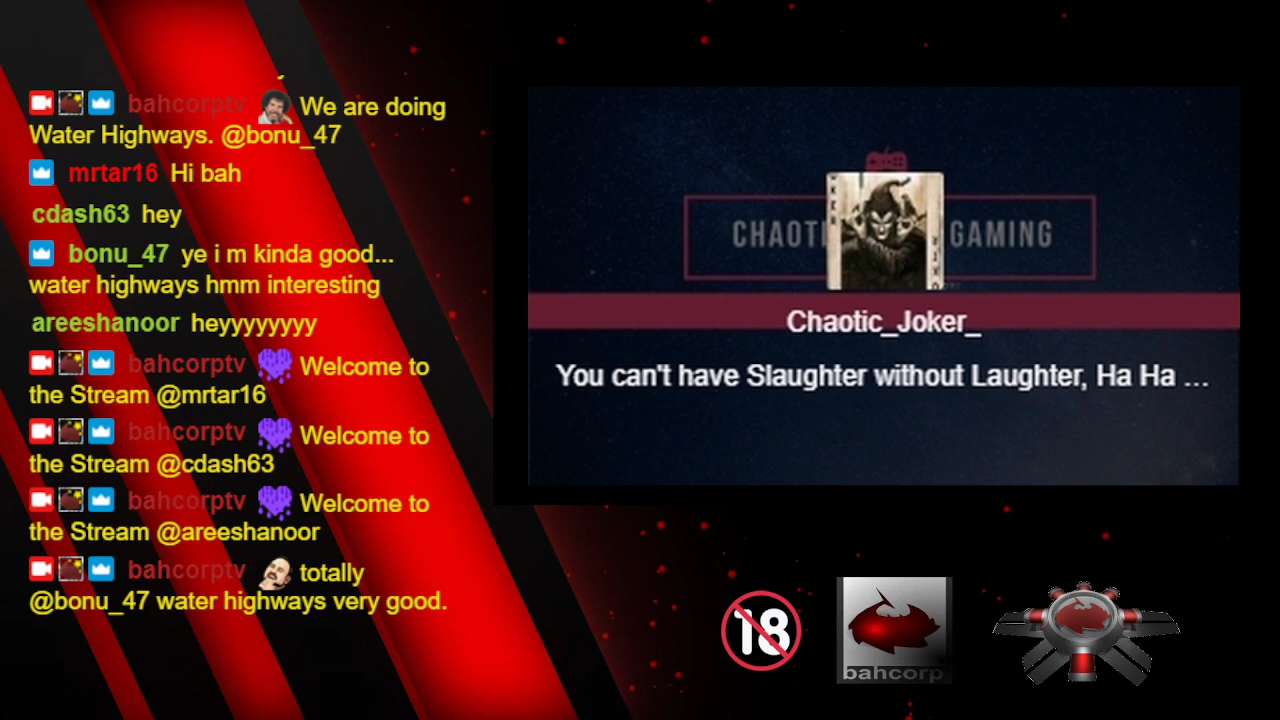 bahcorptv We are doing
Water Highways. @bonu_47
mrtar16 Hi bah
cdash63 hey
bonu_47 ye i m kinda good...
water highways hmm interesting
areeshanoor heyyyyyyyy
bahcorptv Welcome to
the Stream @mrtar16
bahcorptv Welcome to
the Stream @cdash63
bahcorptv Welcome to
the Stream @areeshanoor
bahcorptv totally
@bonu_47 water highways very good.
GAMING
Chaotic_Joker_
You can't have Slaughter without Laughter, Ha Ha ...
18
bahcorp